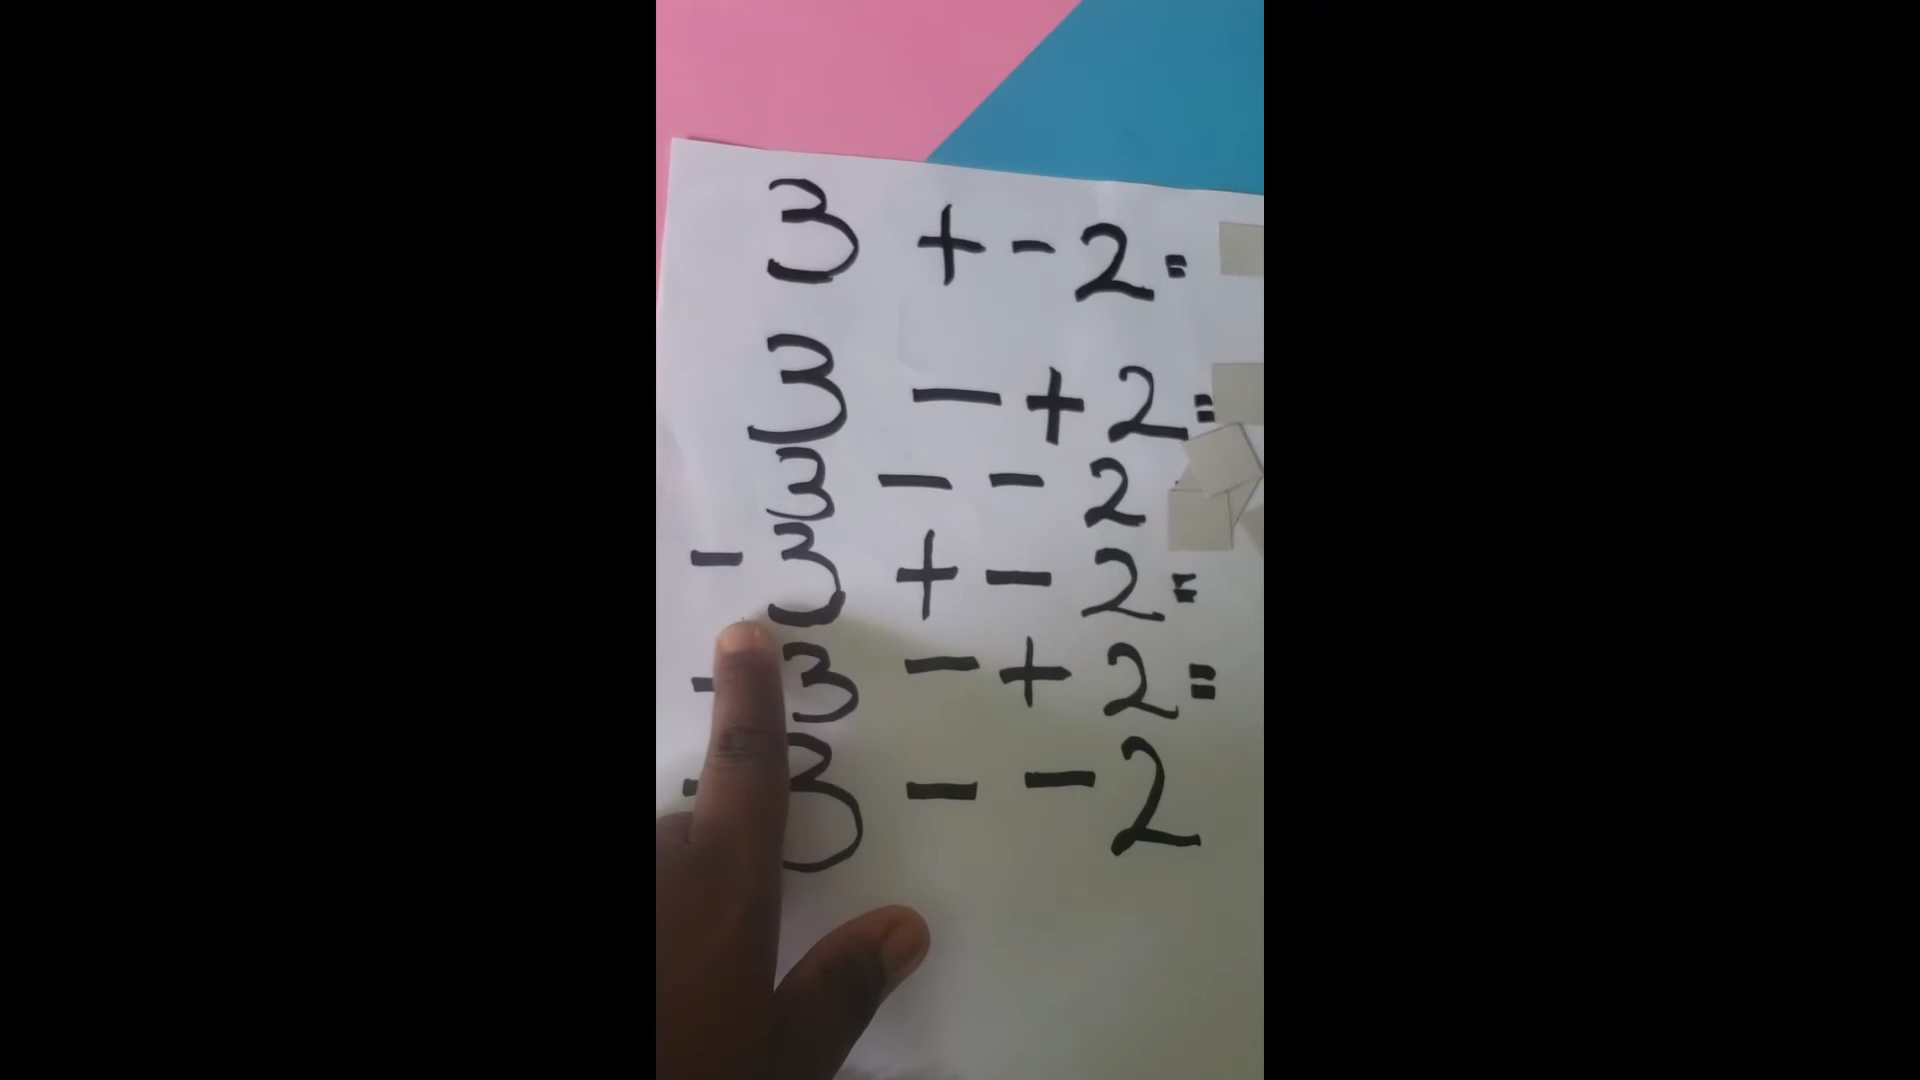 3 + - 2 =
3 - + 2 =
3 - - 2
- 3 + - 2 =
- 3 - + 2 =
- 3 - - 2